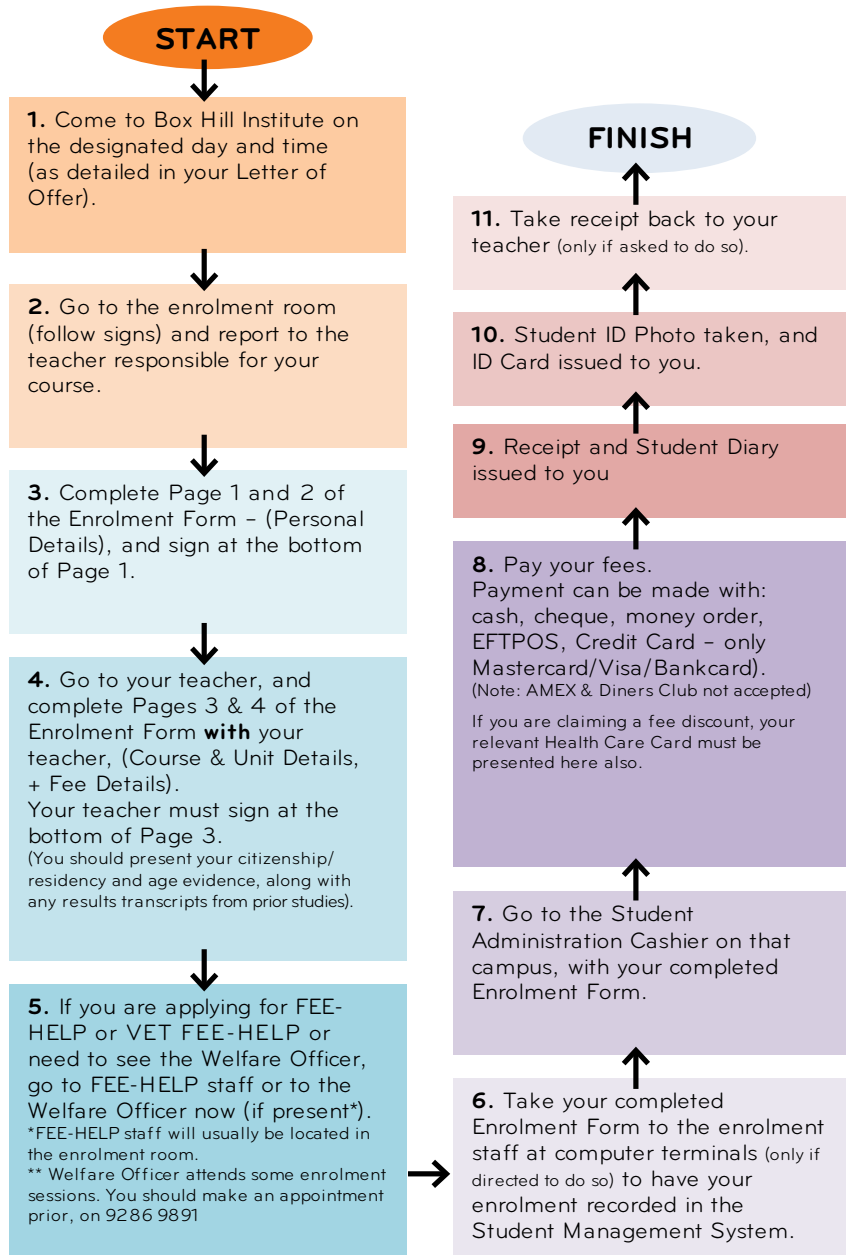 START
1. Come to Box Hill Institute on
the designated day and time
(as detailed in your Letter of
Offer).
2. Go to the enrolment room
(follow signs) and report to the
teacher responsible for your
course.
3. Complete Page 1 and 2 of
the Enrolment Form – (Personal
Details), and sign at the bottom
of Page 1.
4. Go to your teacher, and
complete Pages 3 & 4 of the
Enrolment Form with your
teacher, (Course & Unit Details,
+ Fee Details).
Your teacher must sign at the
bottom of Page 3.
(You should present your citizenship/
residency and age evidence, along with
any results transcripts from prior studies).
5. If you are applying for FEE-
HELP or VET FEE-HELP or
need to see the Welfare Officer,
go to FEE-HELP staff or to the
Welfare Officer now (if present*).
*FEE-HELP staff will usually be located in
the enrolment room.
** Welfare Officer attends some enrolment
sessions. You should make an appointment
prior, on 9286 9891
6. Take your completed
Enrolment Form to the enrolment
staff at computer terminals (only if
directed to do so) to have your
enrolment recorded in the
Student Management System.
7. Go to the Student
Administration Cashier on that
campus, with your completed
Enrolment Form.
8. Pay your fees.
Payment can be made with:
cash, cheque, money order,
EFTPOS, Credit Card – only
Mastercard/Visa/Bankcard).
(Note: AMEX & Diners Club not accepted)
If you are claiming a fee discount, your
relevant Health Care Card must be
presented here also.
9. Receipt and Student Diary
issued to you
10. Student ID Photo taken, and
ID Card issued to you.
11. Take receipt back to your
teacher (only if asked to do so).
FINISH